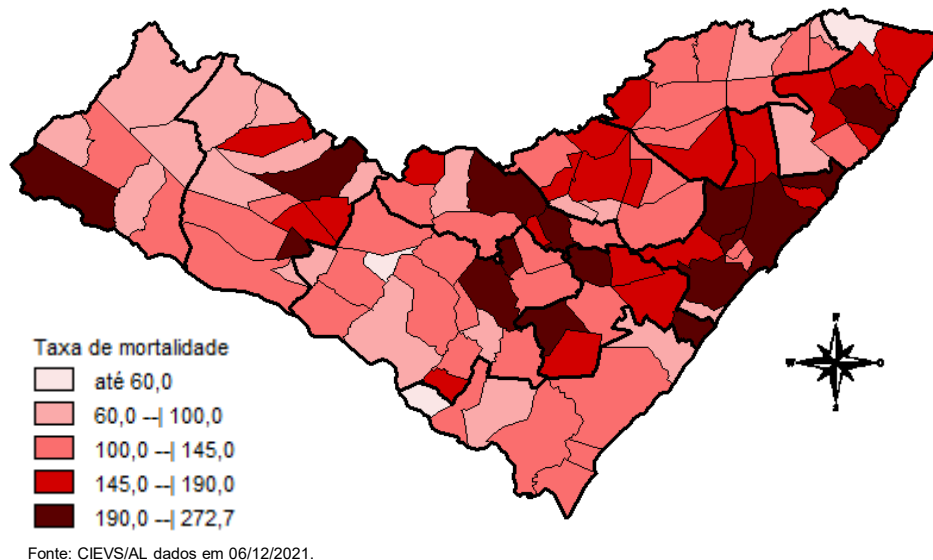 N
W
O
S
Taxa de mortalidade
até 60,0
60,0 --| 100,0
100,0 --| 145,0
145,0 --| 190,0
190,0 --| 272,7
Fonte: CIEVS/AL dados em 06/12/2021.